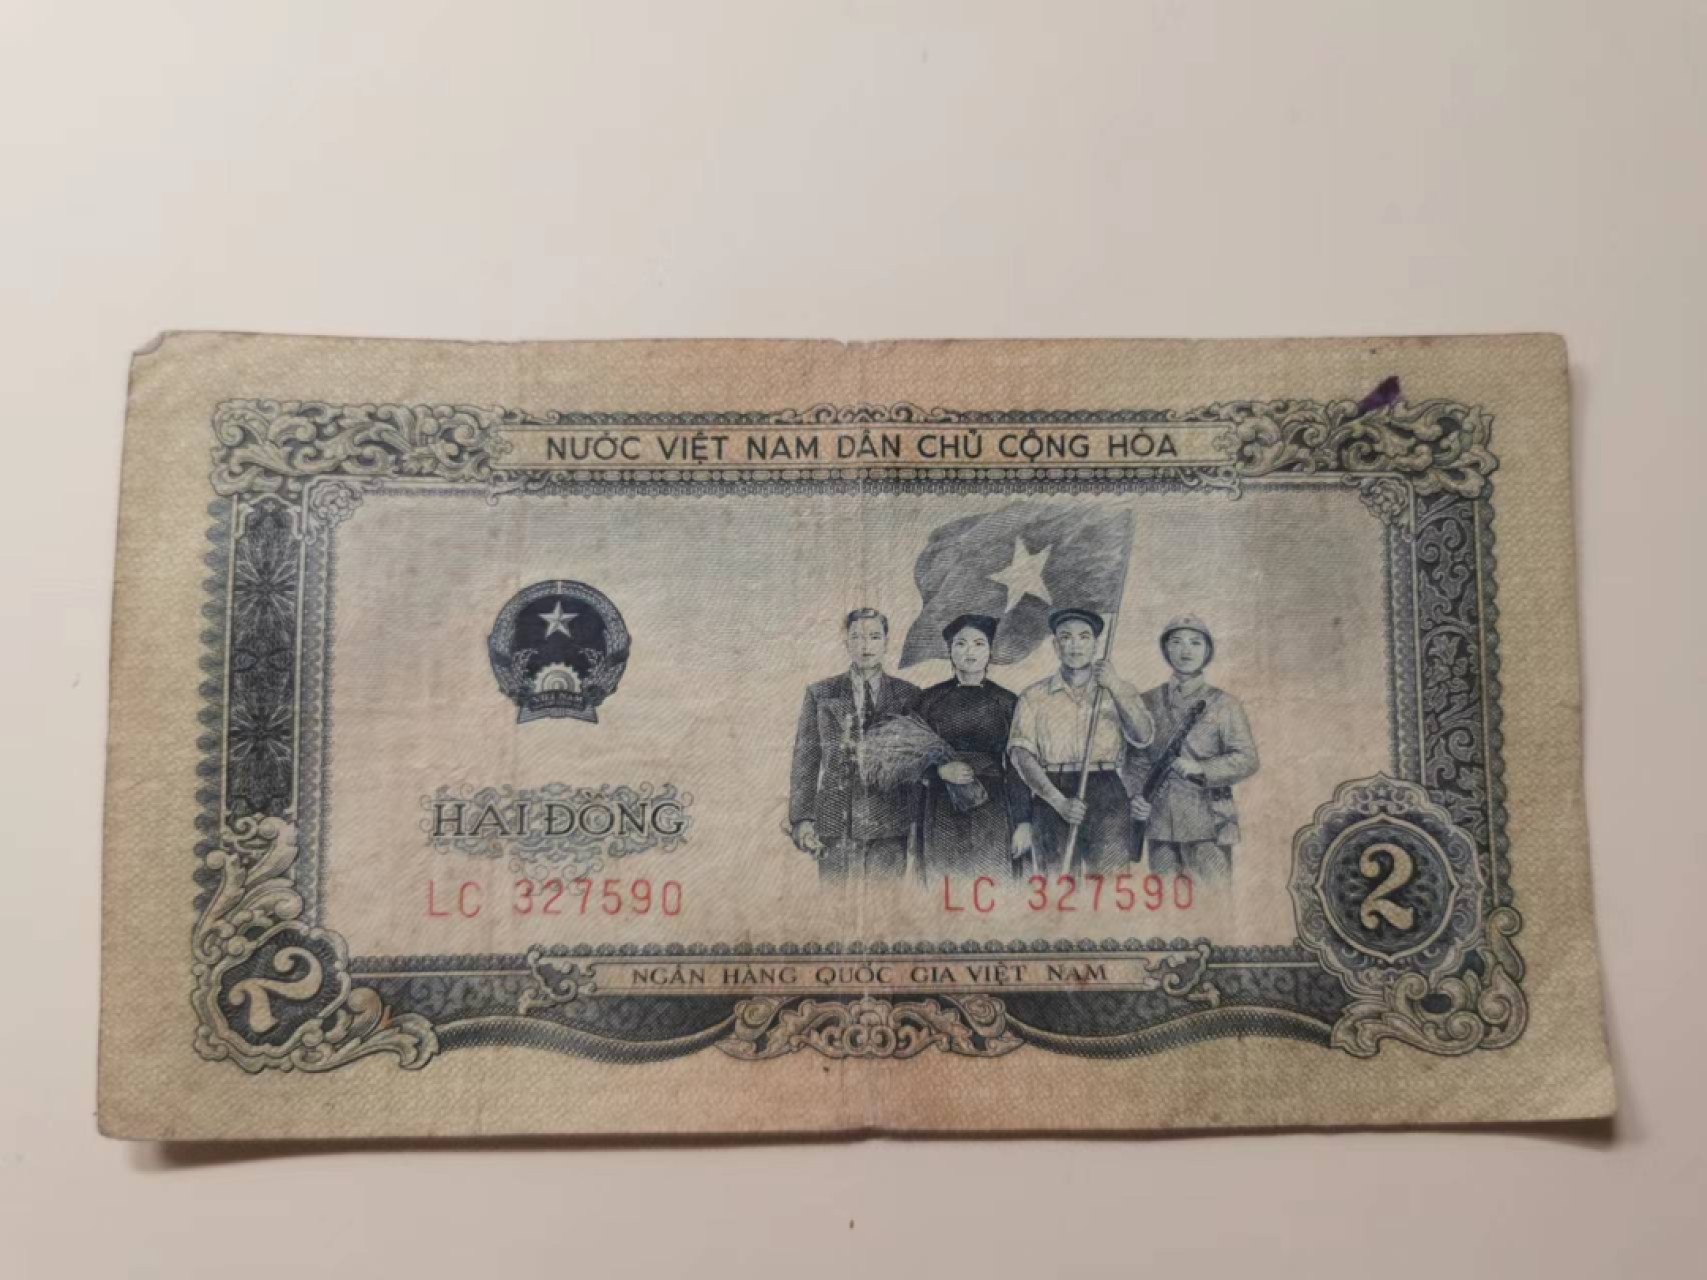 NƯỚC VIỆT NAM DÂN CHỦ CỘNG HÒA
HAI ĐỒNG
LC 327590 LC 327590
2
2
NGÂN HÀNG QUỐC GIA VIỆT NAM